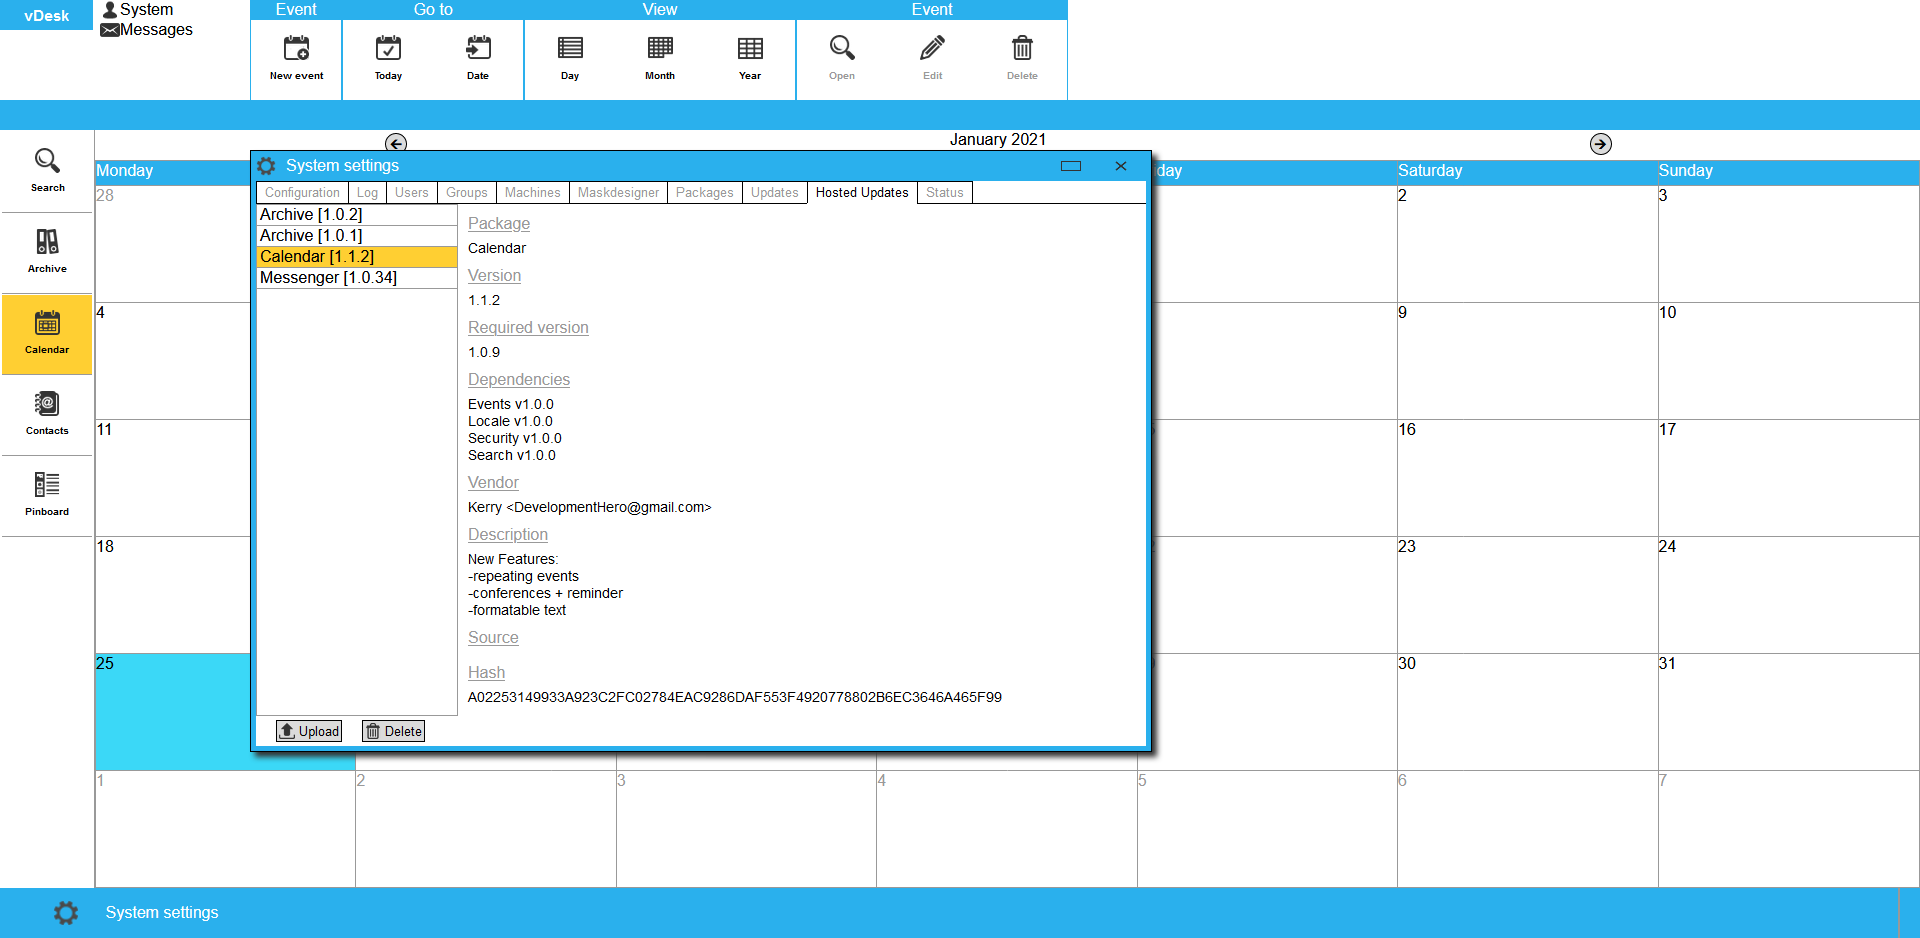 vDesk
System
Messages
Event
Go to
View
Event
New event
Today
Date
Day
Month
Year
Open
Edit
Delete
January 2021
Search
Archive
Calendar
Contacts
Pinboard
Monday
day
Saturday
Sunday
28
2
3
4
9
10
11
16
17
18
23
24
25
30
31
1
2
3
4
5
6
7
System settings
Configuration
Log
Users
Groups
Machines
Maskdesigner
Packages
Updates
Hosted Updates
Status
Archive [1.0.2]
Archive [1.0.1]
Calendar [1.1.2]
Messenger [1.0.34]
Package
Calendar
Version
1.1.2
Required version
1.0.9
Dependencies
Events v1.0.0
Locale v1.0.0
Security v1.0.0
Search v1.0.0
Vendor
Kerry <DevelopmentHero@gmail.com>
Description
New Features:
-repeating events
-conferences + reminder
-formatable text
Source
Hash
A02253149933A923C2FC02784EAC9286DAF553F4920778802B6EC3646A465F99
Upload
Delete
System settings